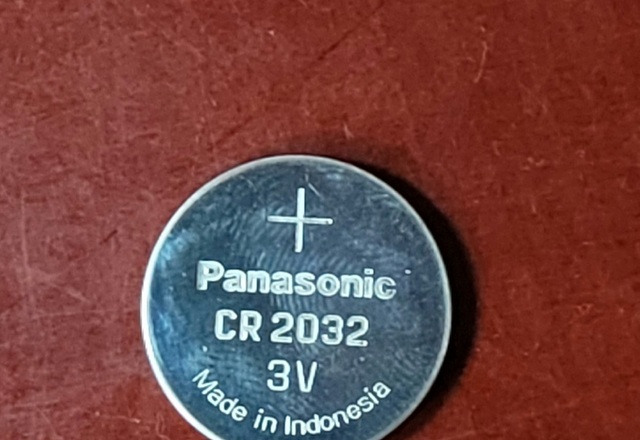 +
Panasonic
CR 2032
3V
Made in Indonesia